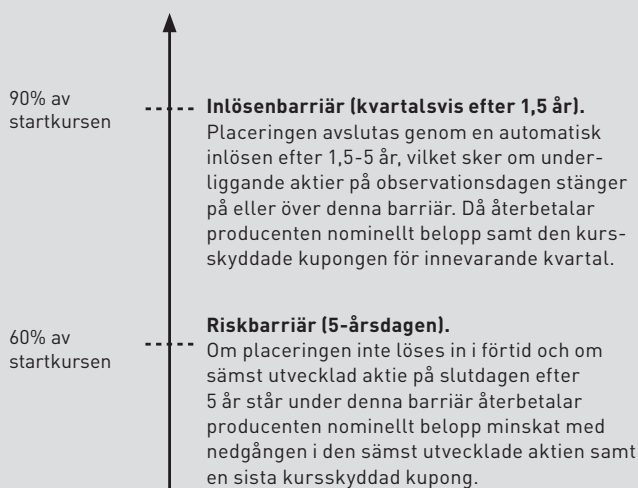 90% av
startkursen
Inlösenbarriär (kvartalsvis efter 1,5 år).
Placeringen avslutas genom en automatisk
inlösen efter 1,5-5 år, vilket sker om under-
liggande aktier på observationsdagen stänger
på eller över denna barriär. Då återbetalar
producenten nominellt belopp samt den kurs-
skyddade kupongen för innevarande kvartal.
60% av
startkursen
Riskbarriär (5-årsdagen).
Om placeringen inte löses in i förtid och om
sämst utvecklad aktie på slutdagen efter
5 år står under denna barriär återbetalar
producenten nominellt belopp minskat med
nedgången i den sämst utvecklade aktien samt
en sista kursskyddad kupong.